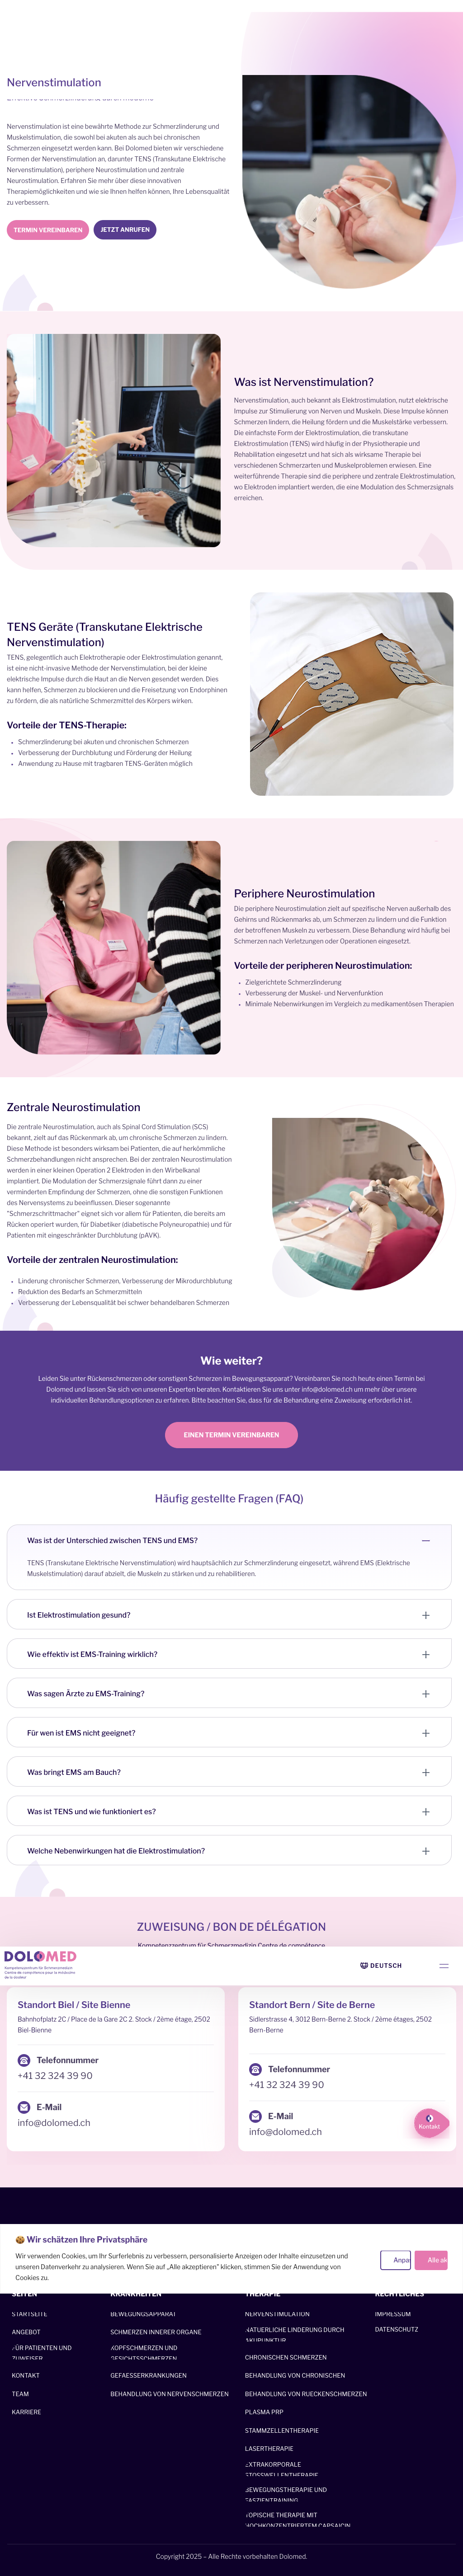 Nervenstimulation
Nervenstimulation ist eine bewährte Methode zur Schmerzlinderung und
Muskelstimulation, die sowohl bei akuten als auch bei chronischen
Schmerzen eingesetzt werden kann. Bei Dolomed bieten wir verschiedene
Formen der Nervenstimulation an, darunter TENS (Transkutane Elektrische
Nervenstimulation), periphere Neurostimulation und zentrale
Neurostimulation. Erfahren Sie mehr über diese innovativen
Therapiemöglichkeiten und wie sie Ihnen helfen können, Ihre Lebensqualität
zu verbessern.
TERMIN VEREINBAREN
JETZT ANRUFEN
Was ist Nervenstimulation?
Nervenstimulation, auch bekannt als Elektrostimulation, nutzt elektrische
Impulse zur Stimulierung von Nerven und Muskeln. Diese Impulse können
Schmerzen lindern, die Heilung fördern und die Muskelstärke verbessern.
Die einfachste Form der Elektrostimulation, die transkutane
Elektrostimulation (TENS) wird häufig in der Physiotherapie und
Rehabilitation eingesetzt und hat sich als wirksame Therapie bei
verschiedenen Schmerzarten und Muskelproblemen erwiesen. Eine
weiterführende Therapie sind die periphere und zentrale Elektrostimulation,
wo Elektroden implantiert werden, die eine Modulation des Schmerzsignals
erreichen.
TENS Geräte (Transkutane Elektrische
Nervenstimulation)
TENS, gelegentlich auch Elektrotherapie oder Elektrostimulation genannt,
ist eine nicht-invasive Methode der Nervenstimulation, bei der kleine
elektrische Impulse durch die Haut an die Nerven gesendet werden. Dies
kann helfen, Schmerzen zu blockieren und die Freisetzung von Endorphinen
zu fördern, die als natürliche Schmerzmittel des Körpers wirken.
Vorteile der TENS-Therapie:
Schmerzlinderung bei akuten und chronischen Schmerzen
Verbesserung der Durchblutung und Förderung der Heilung
Anwendung zu Hause mit tragbaren TENS-Geräten möglich
Periphere Neurostimulation
Die periphere Neurostimulation zielt auf spezifische Nerven außerhalb des
Gehirns und Rückenmarks ab, um Schmerzen zu lindern und die Funktion
der betroffenen Muskeln zu verbessern. Diese Behandlung wird häufig bei
Schmerzen nach Verletzungen oder Operationen eingesetzt.
Vorteile der peripheren Neurostimulation:
Zielgerichtete Schmerzlinderung
Verbesserung der Muskel- und Nervenfunktion
Minimale Nebenwirkungen im Vergleich zu medikamentösen Therapien
Zentrale Neurostimulation
Die zentrale Neurostimulation, auch als Spinal Cord Stimulation (SCS)
bekannt, zielt auf das Rückenmark ab, um chronische Schmerzen zu lindern.
Diese Methode ist besonders wirksam bei Patienten, die auf herkömmliche
Schmerzbehandlungen nicht ansprechen. Bei der zentralen Neurostimulation
werden in einer kleinen Operation 2 Elektroden in den Wirbelkanal
implantiert. Die Modulation der Schmerzsignale führt dann zu einer
verminderten Empfindung der Schmerzen, ohne die sonstigen Funktionen
des Nervensystems zu beeinflussen. Dieser sogenannte
"Schmerzschrittmacher" eignet sich vor allem für Patienten, die bereits am
Rücken operiert wurden, für Diabetiker (diabetische Polyneuropathie) und für
Patienten mit eingeschränkter Durchblutung (pAVK).
Vorteile der zentralen Neurostimulation:
Linderung chronischer Schmerzen, Verbesserung der Mikrodurchblutung
Reduktion des Bedarfs an Schmerzmitteln
Verbesserung der Lebensqualität bei schwer behandelbaren Schmerzen
Wie weiter?
Leiden Sie unter Rückenschmerzen oder sonstigen Schmerzen im Bewegungsapparat? Vereinbaren Sie noch heute einen Termin bei
Dolomed und lassen Sie sich von unseren Experten beraten. Kontaktieren Sie uns unter info@dolomed.ch um mehr über unsere
individuellen Behandlungsoptionen zu erfahren. Bitte beachten Sie, dass für die Behandlung eine Zuweisung erforderlich ist.
EINEN TERMIN VEREINBAREN
Häufig gestellte Fragen (FAQ)
Was ist der Unterschied zwischen TENS und EMS?
TENS (Transkutane Elektrische Nervenstimulation) wird hauptsächlich zur Schmerzlinderung eingesetzt, während EMS (Elektrische
Muskelstimulation) darauf abzielt, die Muskeln zu stärken und zu rehabilitieren.
Ist Elektrostimulation gesund?
Wie effektiv ist EMS-Training wirklich?
Was sagen Ärzte zu EMS-Training?
Für wen ist EMS nicht geeignet?
Was bringt EMS am Bauch?
Was ist TENS und wie funktioniert es?
Welche Nebenwirkungen hat die Elektrostimulation?
ZUWEISUNG / BON DE DÉLÉGATION
Kompetenzzentrum für Schmerzmedizin Centre de compétence
DOLOMED
Kompetenzzentrum für Schmerzmedizin
Centre de compétence pour la médecine
de la douleur
DEUTSCH
Standort Biel / Site Bienne
Bahnhofplatz 2C / Place de la Gare 2C 2. Stock / 2ème étage, 2502
Biel-Bienne
Telefonnummer
+41 32 324 39 90
E-Mail
info@dolomed.ch
Standort Bern / Site de Berne
Sidlerstrasse 4, 3012 Bern-Berne 2. Stock / 2ème étages, 2502
Bern-Berne
Telefonnummer
+41 32 324 39 90
E-Mail
info@dolomed.ch
Kontakt
🍪 Wir schätzen Ihre Privatsphäre
Wir verwenden Cookies, um Ihr Surferlebnis zu verbessern, personalisierte Anzeigen oder Inhalte einzusetzen und
unseren Datenverkehr zu analysieren. Wenn Sie auf „Alle akzeptieren" klicken, stimmen Sie der Anwendung von
Cookies zu.
SEITEN
KRANKHEITEN
THERAPIE
RECHTLICHES
STARTSEITE
ANGEBOT
FÜR PATIENTEN UND
ZUWEISER
KONTAKT
TEAM
KARRIERE
BEWEGUNGSAPPARAT
SCHMERZEN INNERER ORGANE
KOPFSCHMERZEN UND
GESICHTSSCHMERZEN
GEFAESSERKRANKUNGEN
BEHANDLUNG VON NERVENSCHMERZEN
NERVENSTIMULATION
NATUERLICHE LINDERUNG DURCH
AKUPUNKTUR
CHRONISCHEN SCHMERZEN
BEHANDLUNG VON CHRONISCHEN
BEHANDLUNG VON RUECKENSCHMERZEN
PLASMA PRP
STAMMZELLENTHERAPIE
LASERTHERAPIE
EXTRAKORPORALE
STOSSWELLENTHERAPIE
BEWEGUNGSTHERAPIE UND
FASZIENTRAINING
TOPISCHE THERAPIE MIT
HOCHKONZENTRIERTEM CAPSAICIN
IMPRESSUM
DATENSCHUTZ
Copyright 2025 – Alle Rechte vorbehalten Dolomed.